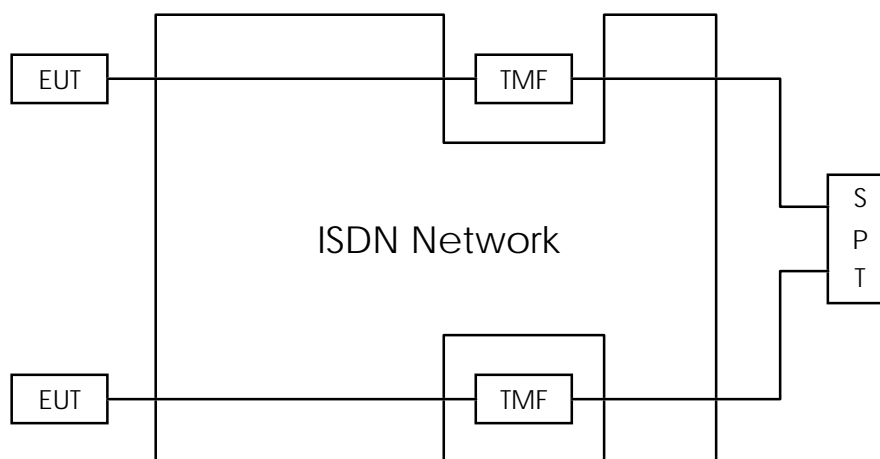 EUT
TMF
S
P
T
ISDN Network
EUT
TMF